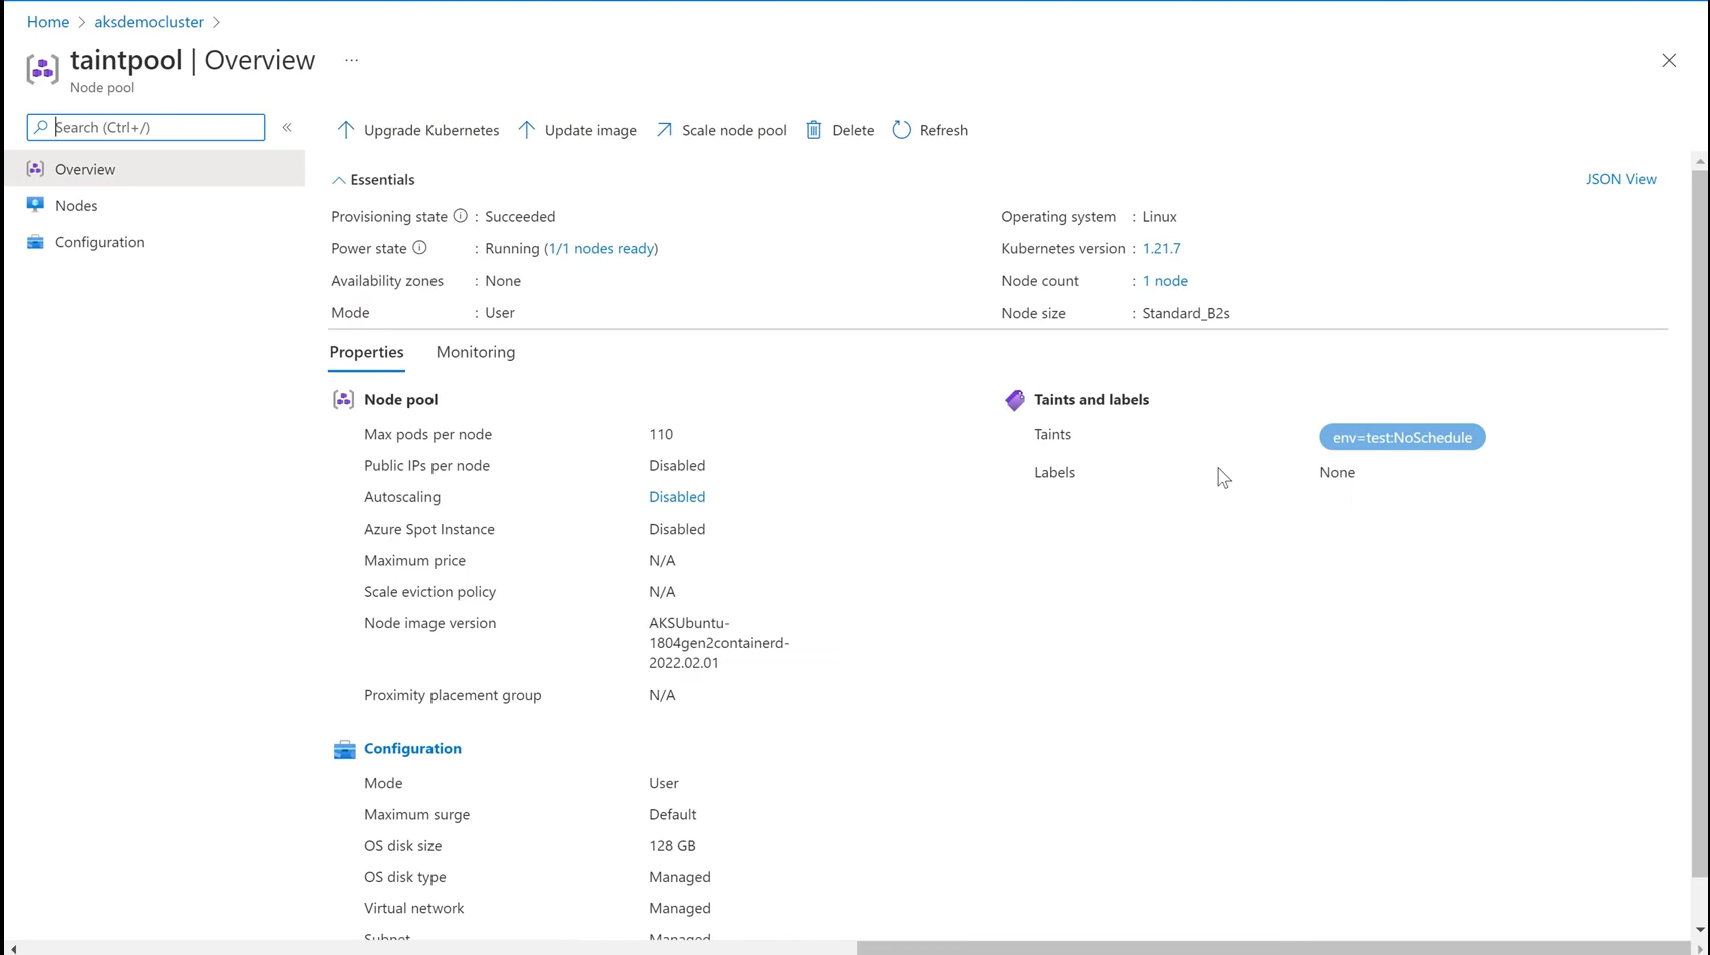 Home > aksdemocluster >
taintpool | Overview ...
Node pool
Search (Ctrl+/) «
Upgrade Kubernetes Update image Scale node pool Delete Refresh
Overview
Nodes
Configuration
Essentials JSON View
Provisioning state : Succeeded Operating system : Linux
Power state : Running (1/1 nodes ready) Kubernetes version : 1.21.7
Availability zones : None Node count : 1 node
Mode : User Node size : Standard_B2s
Properties Monitoring
Node pool
Max pods per node 110
Public IPs per node Disabled
Autoscaling Disabled
Azure Spot Instance Disabled
Maximum price N/A
Scale eviction policy N/A
Node image version AKSUbuntu-
1804gen2containerd-
2022.02.01
Proximity placement group N/A
Taints and labels
Taints env=test:NoSchedule
Labels None
Configuration
Mode User
Maximum surge Default
OS disk size 128 GB
OS disk type Managed
Virtual network Managed
Subnet Managed